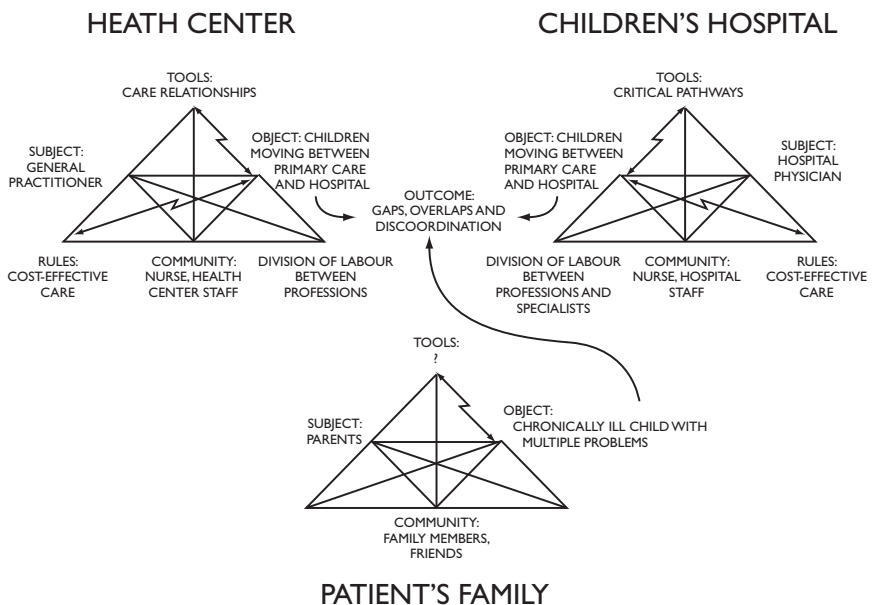 HEATH CENTER
TOOLS:
CARE RELATIONSHIPS
SUBJECT:
GENERAL
PRACTITIONER
OBJECT: CHILDREN
MOVING BETWEEN
PRIMARY CARE
AND HOSPITAL
RULES:
COST-EFFECTIVE
CARE
COMMUNITY:
NURSE, HEALTH
CENTER STAFF
DIVISION OF LABOUR
BETWEEN
PROFESSIONS
OUTCOME:
GAPS, OVERLAPS AND
DISCOORDINATION
CHILDREN'S HOSPITAL
TOOLS:
CRITICAL PATHWAYS
OBJECT: CHILDREN
MOVING BETWEEN
PRIMARY CARE
AND HOSPITAL
SUBJECT:
HOSPITAL
PHYSICIAN
DIVISION OF LABOUR
BETWEEN
PROFESSIONS AND
SPECIALISTS
COMMUNITY:
NURSE, HOSPITAL
STAFF
RULES:
COST-EFFECTIVE
CARE
TOOLS:
?
SUBJECT:
PARENTS
OBJECT:
CHRONICALLY ILL CHILD WITH
MULTIPLE PROBLEMS
COMMUNITY:
FAMILY MEMBERS,
FRIENDS
PATIENT'S FAMILY